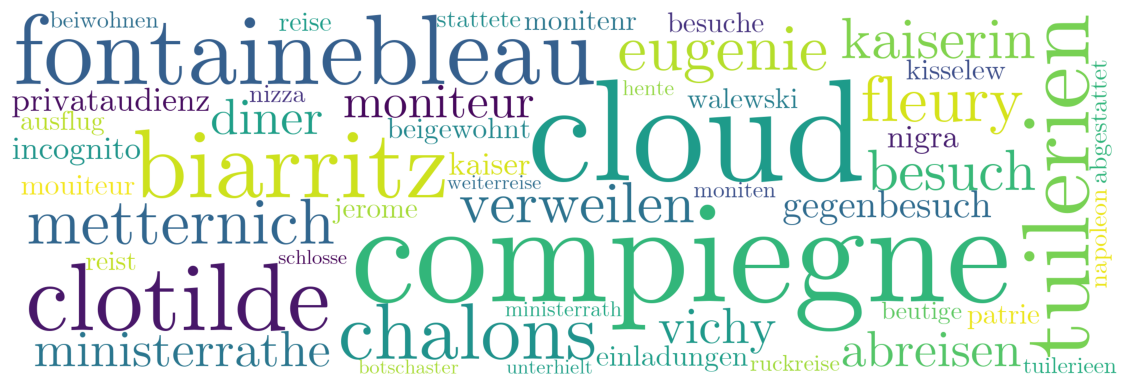 beiwohnen
reise
stattete
monitenr
besuche
fontainebleau
eugenie
kaiserin
kisselew
privataudienz
nizza
moniteur
hente
walewski
fleury
ausflug
diner
beigewohnt
cloud
nigra
incognito
biarritz
kaiser
besuch
tuilerien
abgestattet
mouiteur
weiterreise
moniten
metternich
jerome
verweilen
gegenbesuch
napoleon
reist
schlosse
compiegne
clotilde
chalons
ministerrath
vichy
beutige
patrie
ministerrathe
botschaster
unterhielt
einladungen
ruckreise
abreisen
tuilerieen